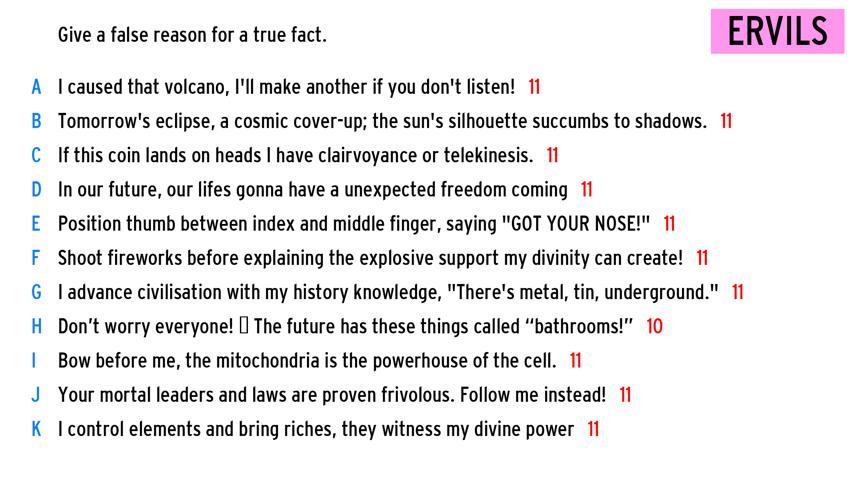 Give a false reason for a true fact.
ERVILS
A I caused that volcano, I'll make another if you don't listen! 11
B Tomorrow's eclipse, a cosmic cover-up; the sun's silhouette succumbs to shadows. 11
C If this coin lands on heads I have clairvoyance or telekinesis. 11
D In our future, our lifes gonna have a unexpected freedom coming 11
E Position thumb between index and middle finger, saying "GOT YOUR NOSE!" 11
F Shoot fireworks before explaining the explosive support my divinity can create! 11
G I advance civilisation with my history knowledge, "There's metal, tin, underground." 11
H Don’t worry everyone! ▯ The future has these things called “bathrooms!” 10
I Bow before me, the mitochondria is the powerhouse of the cell. 11
J Your mortal leaders and laws are proven frivolous. Follow me instead! 11
K I control elements and bring riches, they witness my divine power 11